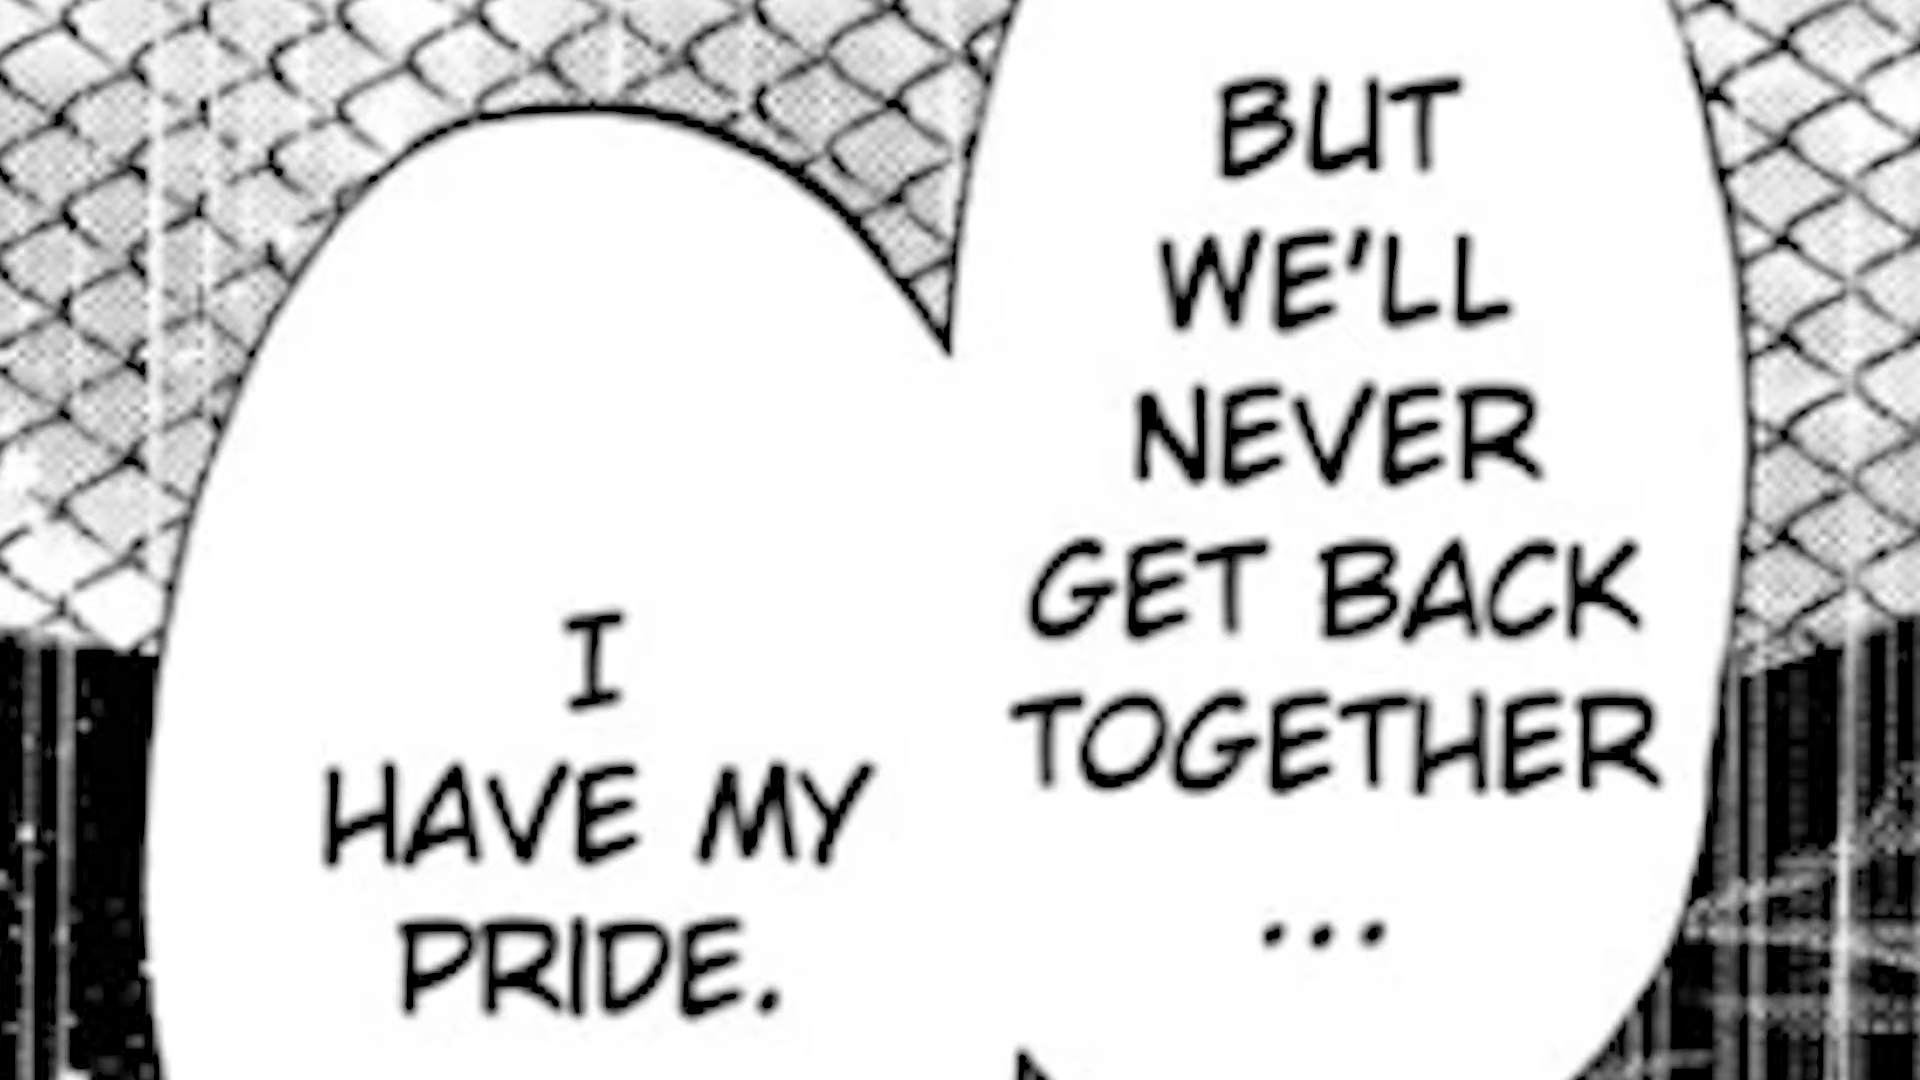 BUT
WE'LL
NEVER
GET BACK
TOGETHER
...
I
HAVE MY
PRIDE.